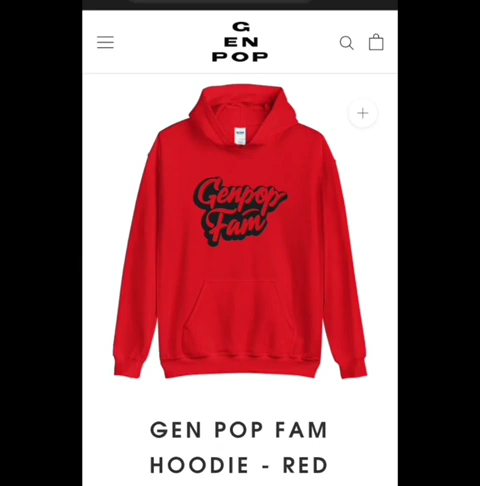 G
EN
POP
Genpop
Fam
GEN POP FAM
HOODIE - RED